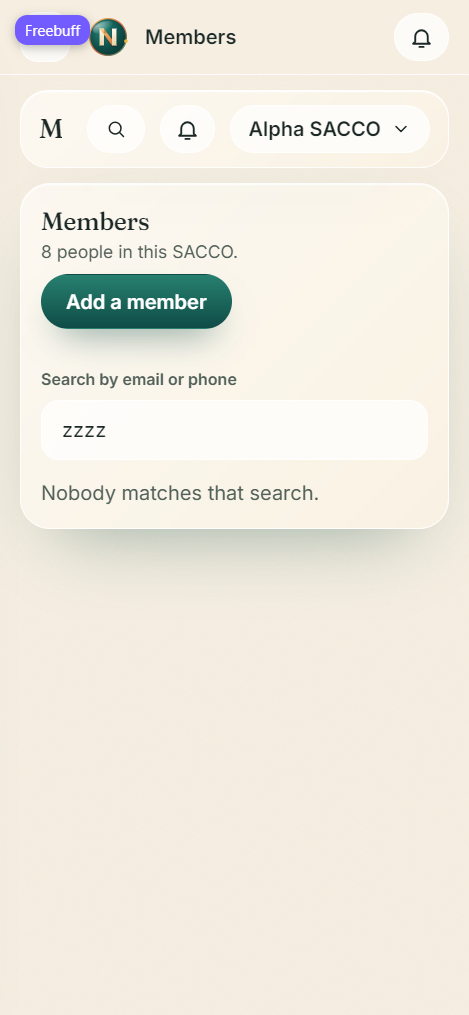 Freebuff
N
Members
M
Alpha SACCO
Members
8 people in this SACCO.
Add a member
Search by email or phone
zzzz
Nobody matches that search.